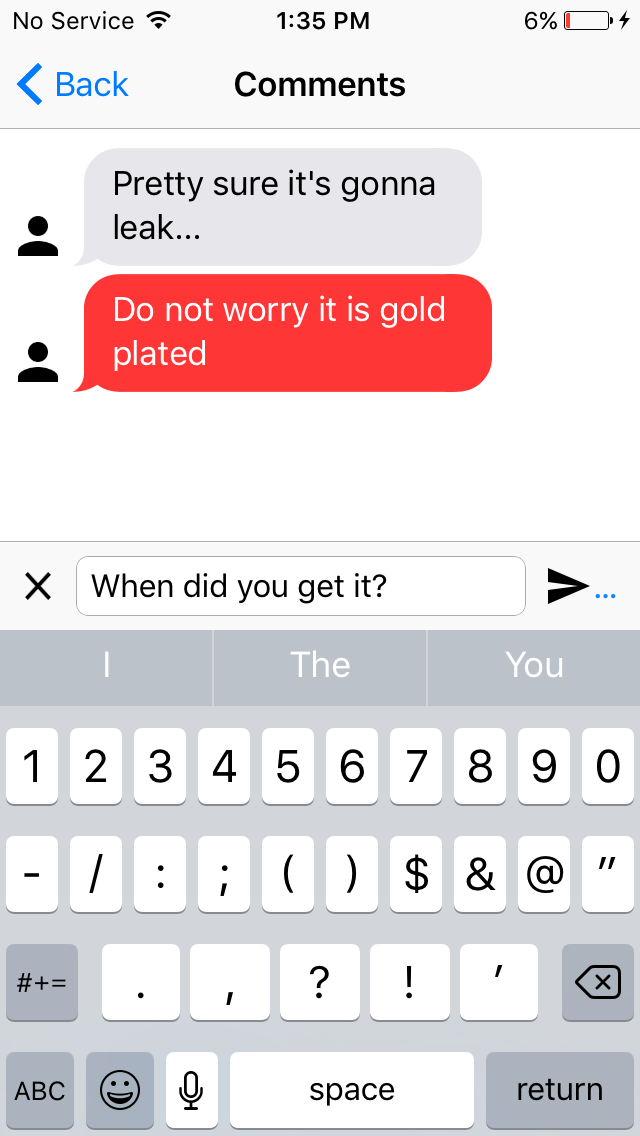 No Service 1:35 PM 6%
Back Comments
Pretty sure it's gonna
leak...
Do not worry it is gold
plated
When did you get it? ...
I The You
1 2 3 4 5 6 7 8 9 0
- / : ; ( ) $ & @ "
#+= . , ? ! ' 
ABC space return